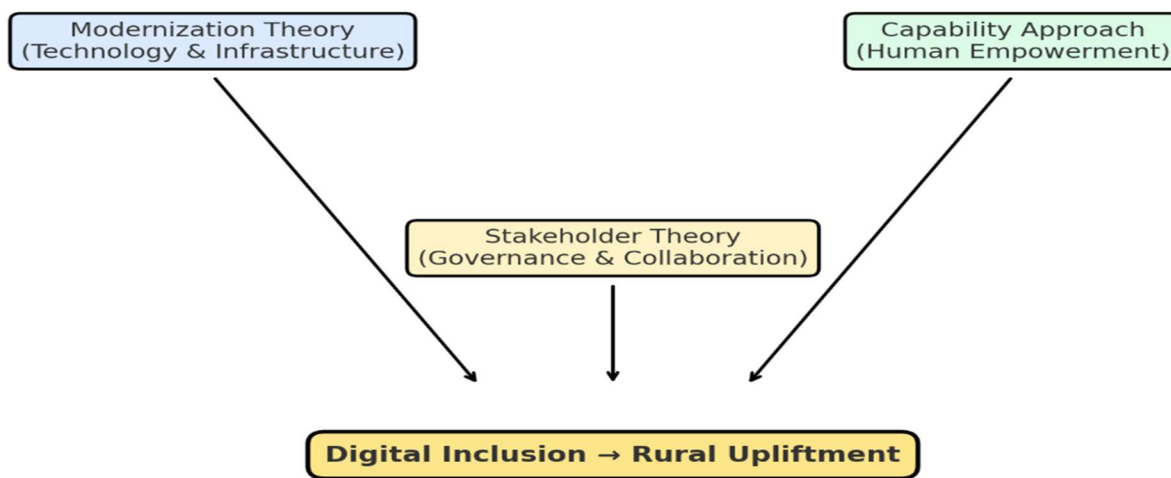 Modernization Theory
(Technology & Infrastructure)
Capability Approach
(Human Empowerment)
Stakeholder Theory
(Governance & Collaboration)
Digital Inclusion → Rural Upliftment